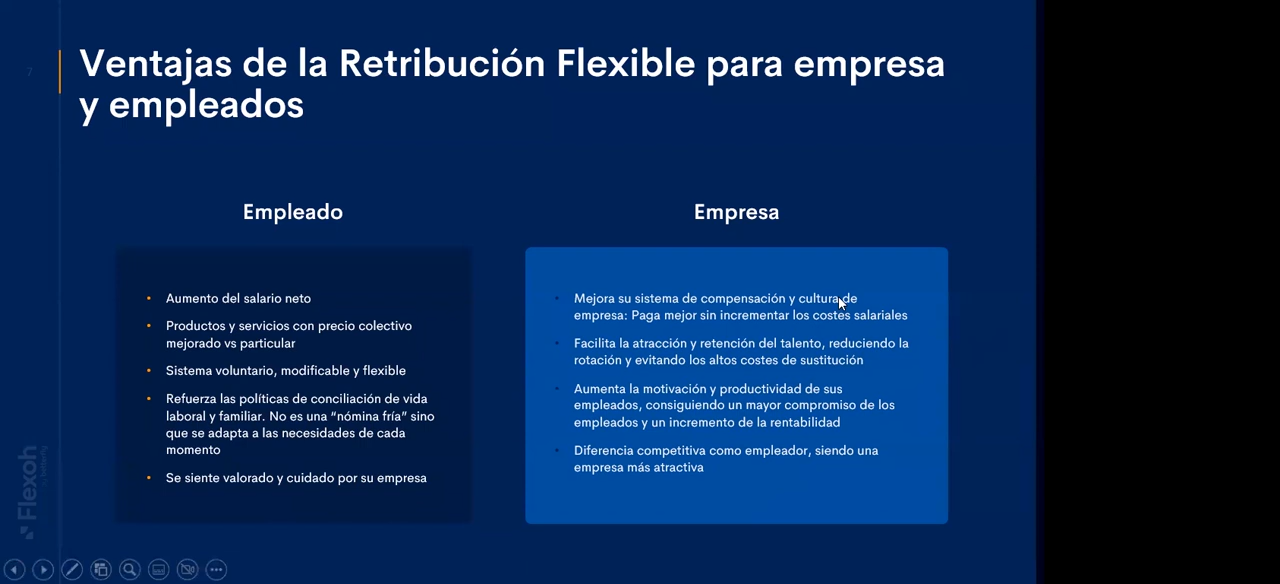 7
Ventajas de la Retribución Flexible para empresa
y empleados
Empleado
• Aumento del salario neto
• Productos y servicios con precio colectivo
mejorado vs particular
• Sistema voluntario, modificable y flexible
• Refuerza las políticas de conciliación de vida
laboral y familiar. No es una “nómina fría” sino
que se adapta a las necesidades de cada
momento
• Se siente valorado y cuidado por su empresa
Empresa
• Mejora su sistema de compensación y cultura de
empresa: Paga mejor sin incrementar los costes salariales
• Facilita la atracción y retención del talento, reduciendo la
rotación y evitando los altos costes de sustitución
• Aumenta la motivación y productividad de sus
empleados, consiguiendo un mayor compromiso de los
empleados y un incremento de la rentabilidad
• Diferencia competitiva como empleador, siendo una
empresa más atractiva
Flexoh